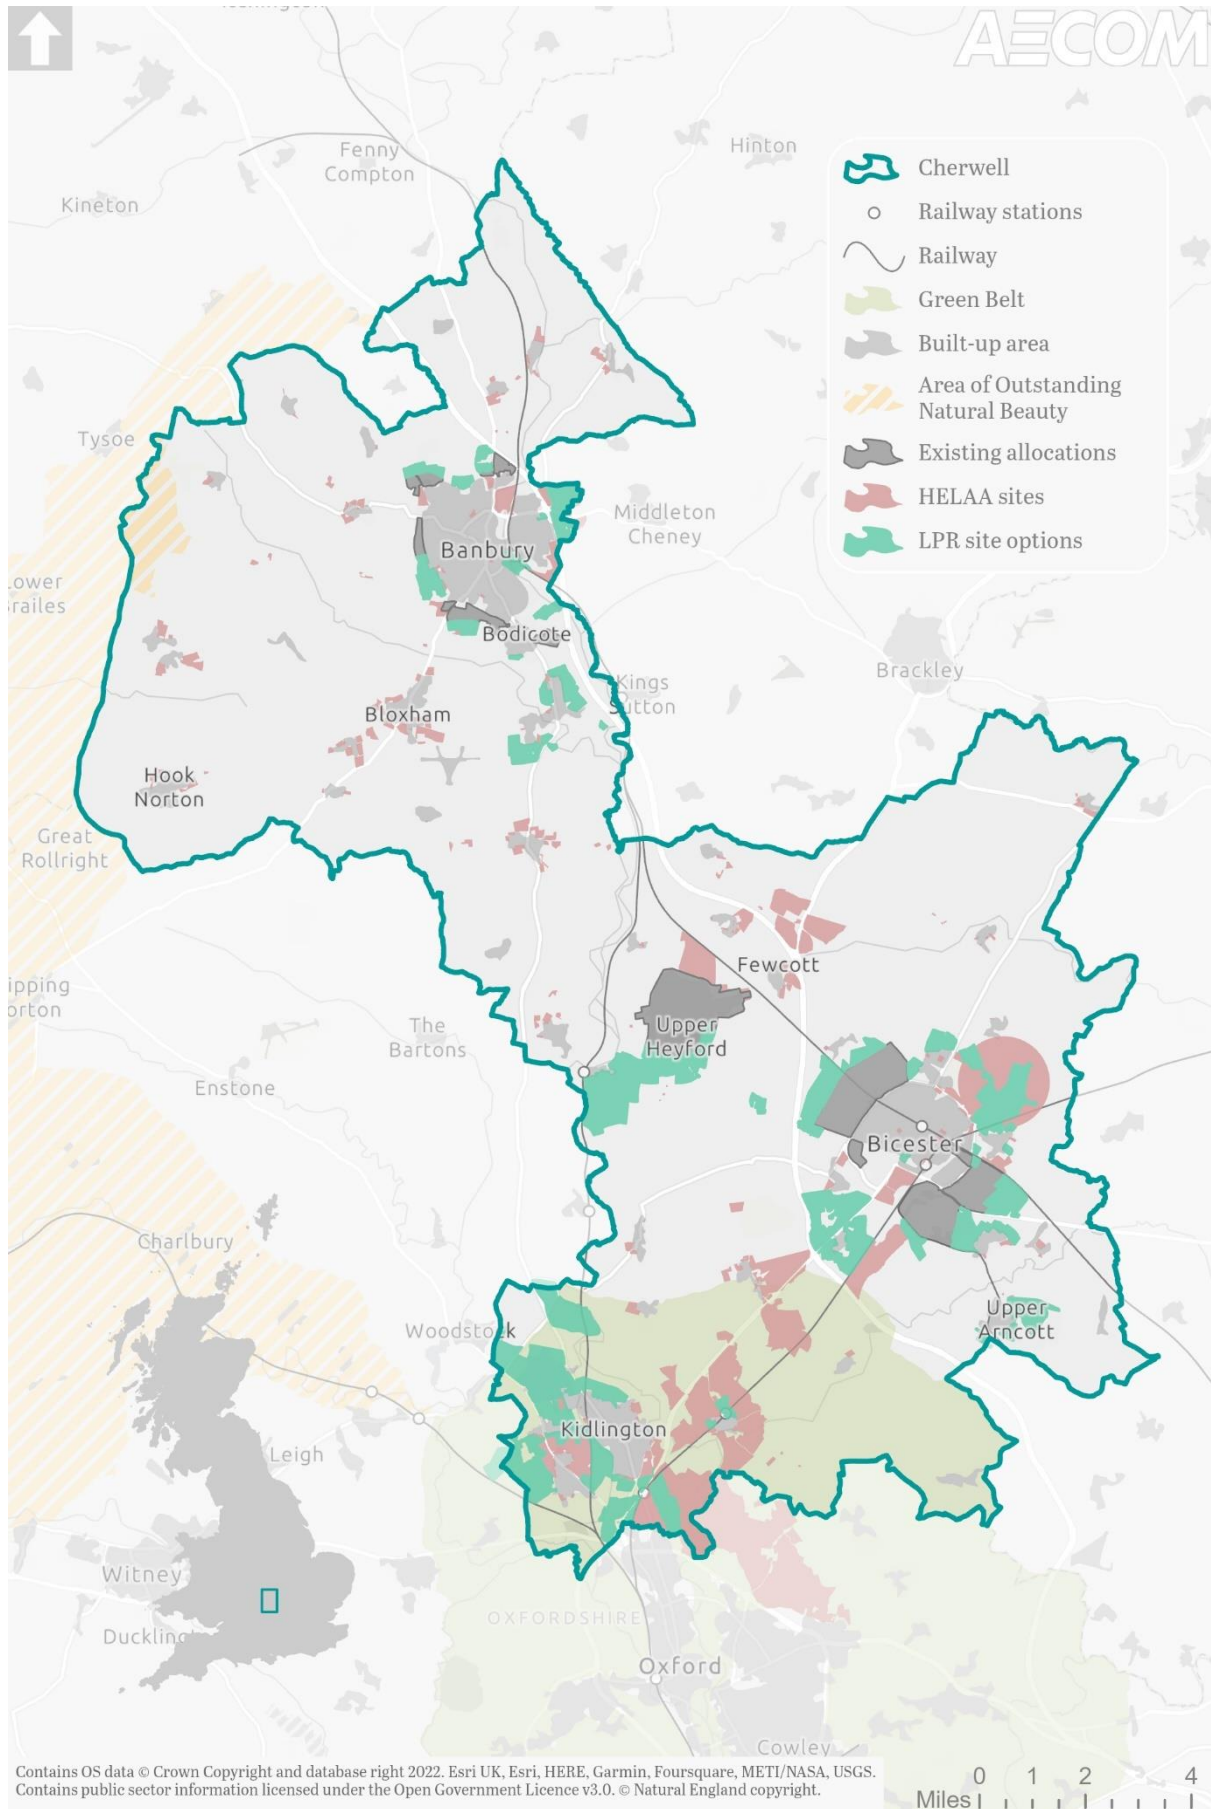 AECOM
Hinton
Fenny
Compton
Kineton
Cherwell
Railway stations
Railway
Green Belt
Built-up area
Area of Outstanding
Natural Beauty
Existing allocations
HELAA sites
LPR site options
Tysoe
Middleton
Cheney
Banbury
Bodicote
Brackley
Kings
Sutton
Bloxham
Hook
Norton
Great
Rollright
Fewcott
Upper
Heyford
The
Bartons
Enstone
Bicester
Charlbury
Woodstock
Upper
Arncott
Kidlington
Leigh
Witney
OXFORDSHIRE
Oxford
Cowley
Contains OS data © Crown Copyright and database right 2022. Esri UK, Esri, HERE, Garmin, Foursquare, METI/NASA, USGS.
Contains public sector information licensed under the Open Government Licence v3.0. © Natural England copyright.
0 1 2 4
Miles